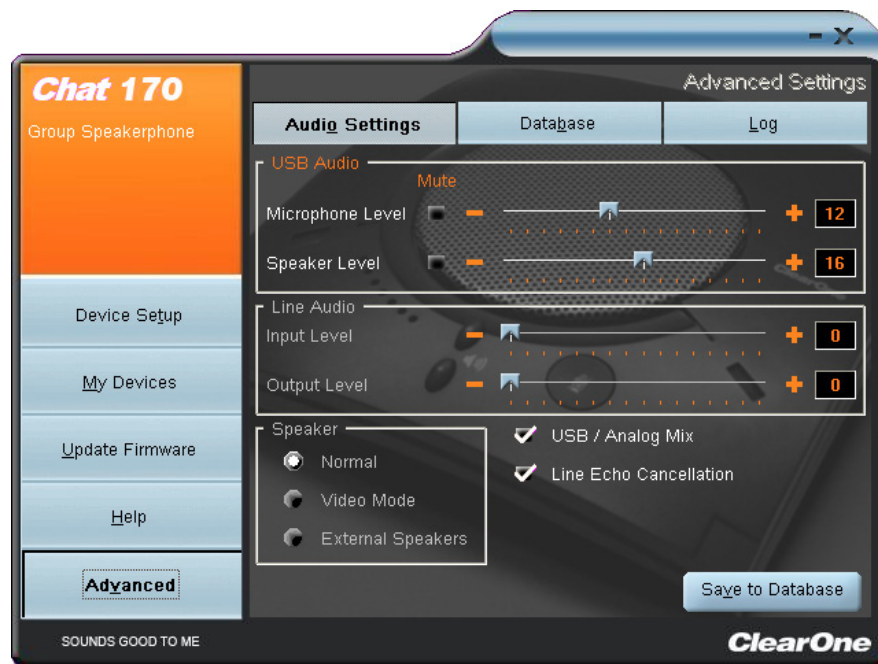 Chat 170
Group Speakerphone
Advanced Settings
Audio Settings
Database
Log
USB Audio
Mute
Microphone Level
12
Speaker Level
16
Line Audio
Input Level
0
Output Level
0
Device Setup
My Devices
Update Firmware
Help
Advanced
Speaker
Normal
Video Mode
External Speakers
USB / Analog Mix
Line Echo Cancellation
Save to Database
SOUNDS GOOD TO ME
ClearOne